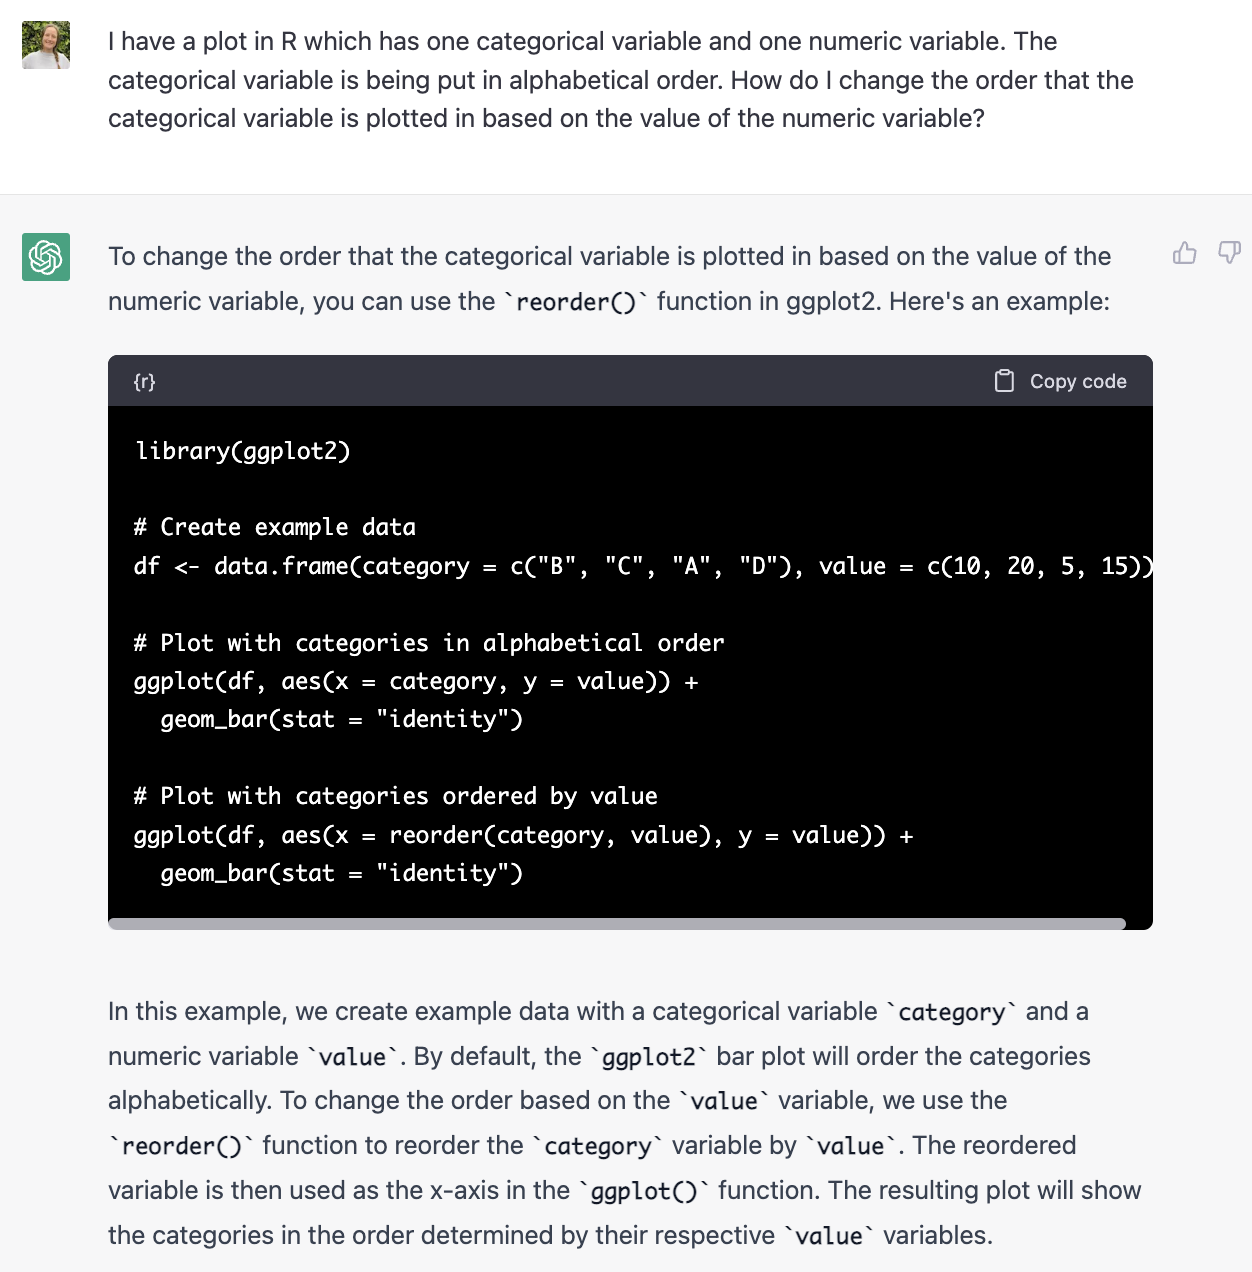 I have a plot in R which has one categorical variable and one numeric variable. The
categorical variable is being put in alphabetical order. How do I change the order that the
categorical variable is plotted in based on the value of the numeric variable?
To change the order that the categorical variable is plotted in based on the value of the
numeric variable, you can use the `reorder()` function in ggplot2. Here's an example:
{r} Copy code
library(ggplot2)
# Create example data
df <- data.frame(category = c("B", "C", "A", "D"), value = c(10, 20, 5, 15))
# Plot with categories in alphabetical order
ggplot(df, aes(x = category, y = value)) +
  geom_bar(stat = "identity")
# Plot with categories ordered by value
ggplot(df, aes(x = reorder(category, value), y = value)) +
  geom_bar(stat = "identity")
In this example, we create example data with a categorical variable `category` and a
numeric variable `value`. By default, the `ggplot2` bar plot will order the categories
alphabetically. To change the order based on the `value` variable, we use the
`reorder()` function to reorder the `category` variable by `value`. The reordered
variable is then used as the x-axis in the `ggplot()` function. The resulting plot will show
the categories in the order determined by their respective `value` variables.